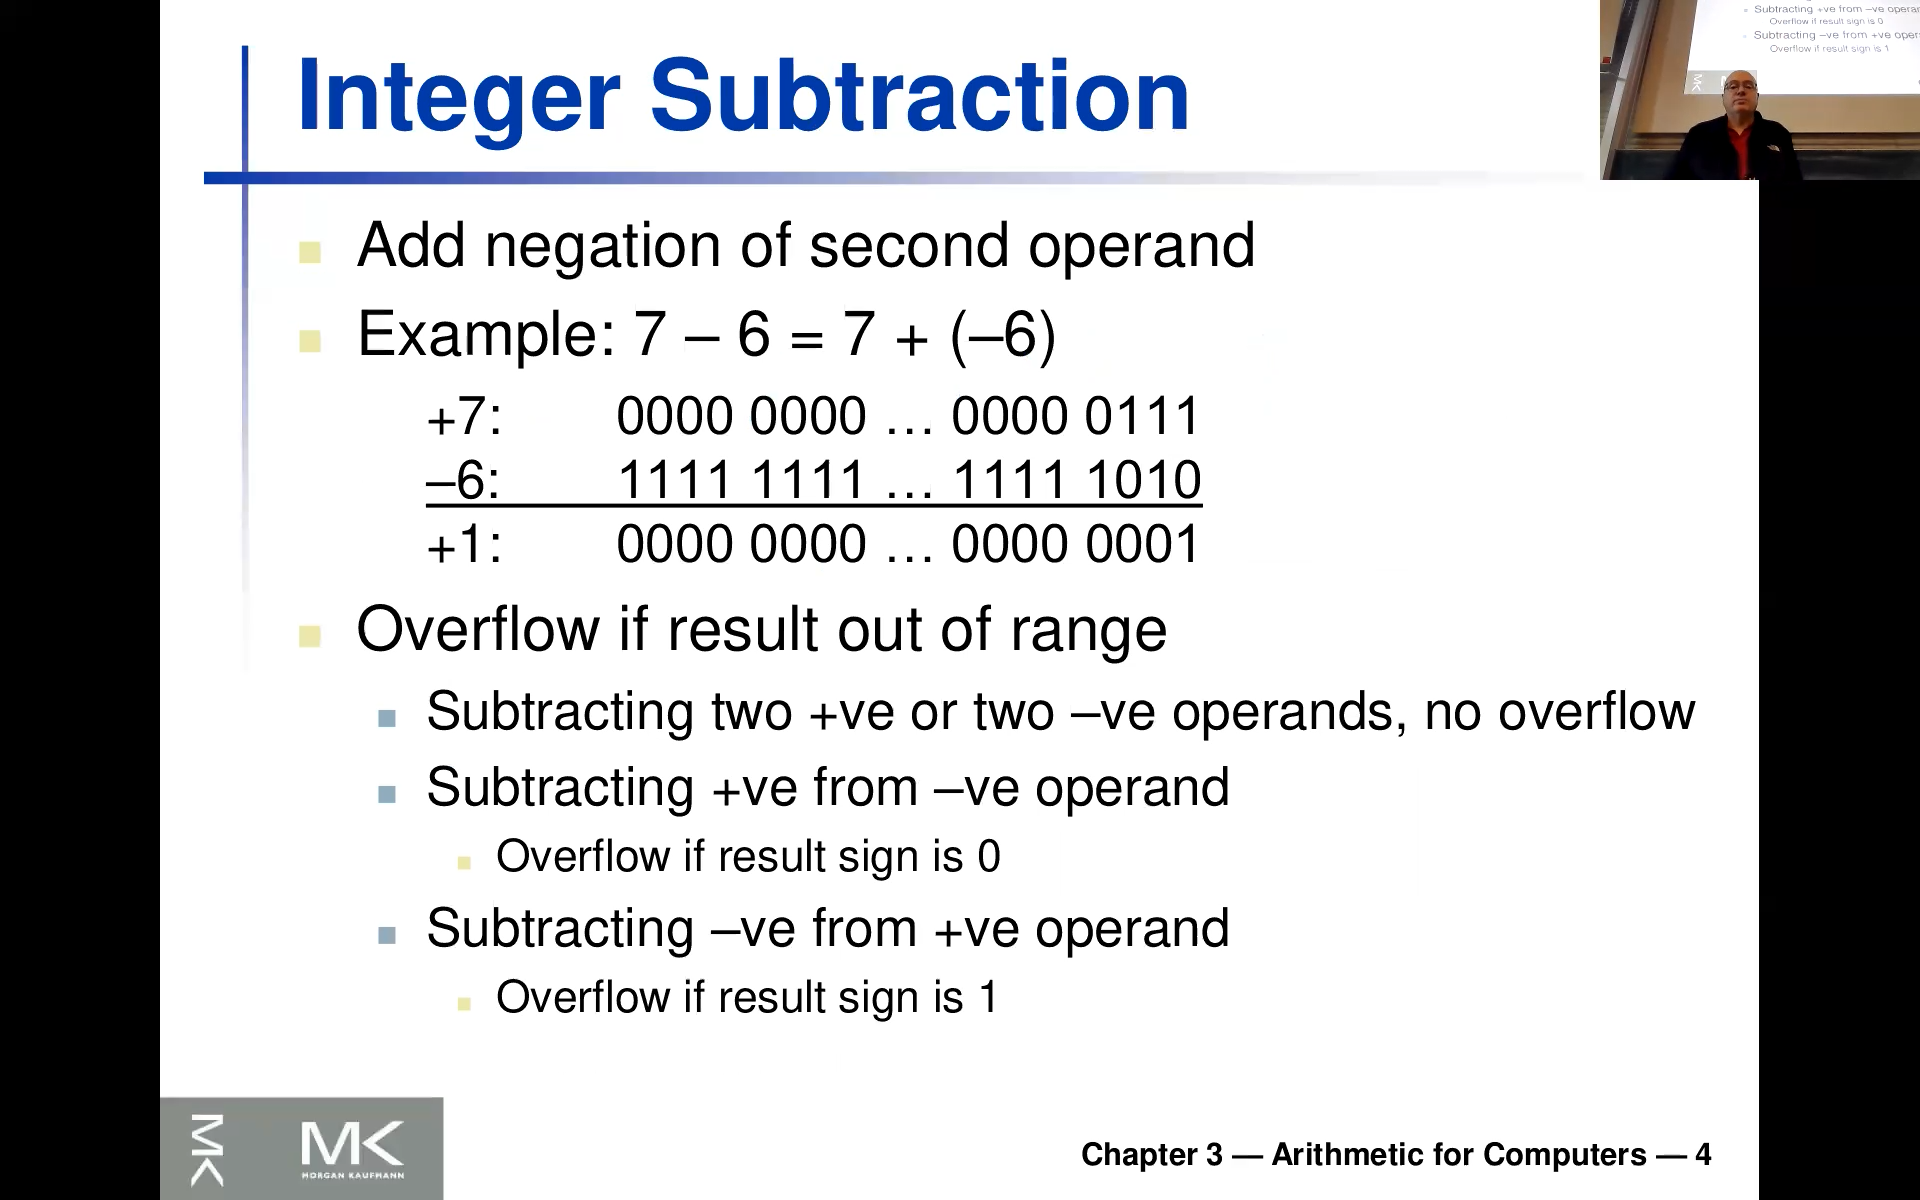 Integer Subtraction
Add negation of second operand
Example: 7 – 6 = 7 + (–6)
+7: 0000 0000 … 0000 0111
–6: 1111 1111 … 1111 1010
+1: 0000 0000 … 0000 0001
Overflow if result out of range
Subtracting two +ve or two –ve operands, no overflow
Subtracting +ve from –ve operand
Overflow if result sign is 0
Subtracting –ve from +ve operand
Overflow if result sign is 1
MK
MK
MORGAN KAUFMANN
Chapter 3 — Arithmetic for Computers — 4
Subtracting +ve from –ve
Overflow if result sign is 0
Subtracting –ve from +ve
Overflow if result sign is 1
MK